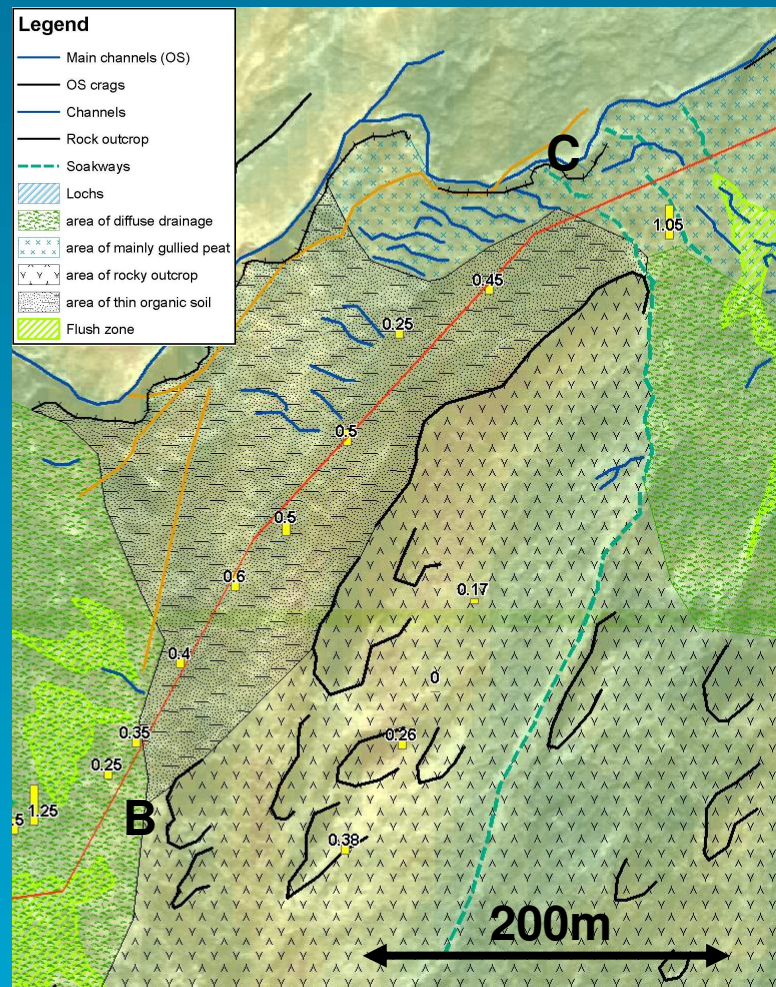 Legend
Main channels (OS)
OS crags
Channels
Rock outcrop
Soakways
Lochs
area of diffuse drainage
area of mainly gullied peat
area of rocky outcrop
area of thin organic soil
Flush zone
C
1.05
0.45
0.25
0.5
0.5
0.6
0.17
0.4
0
0.35
0.26
0.25
.5
1.25
B
0.38
200m